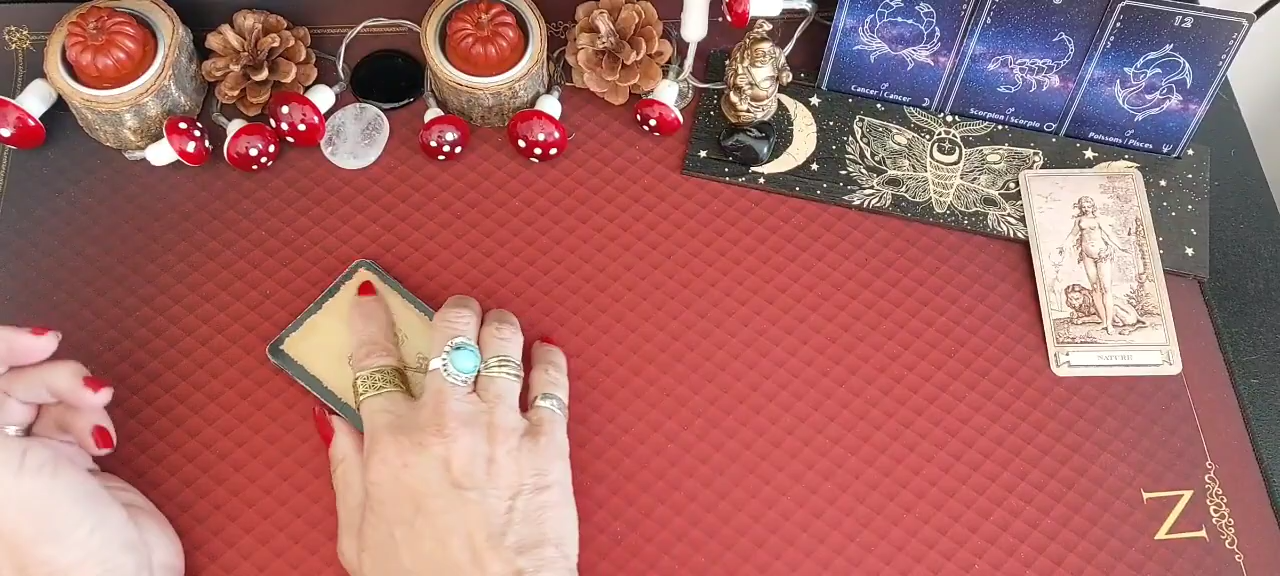 12
Cancer | Cancer
Scorpion | Scorpio
Poissons | Pisces
NATURE
N